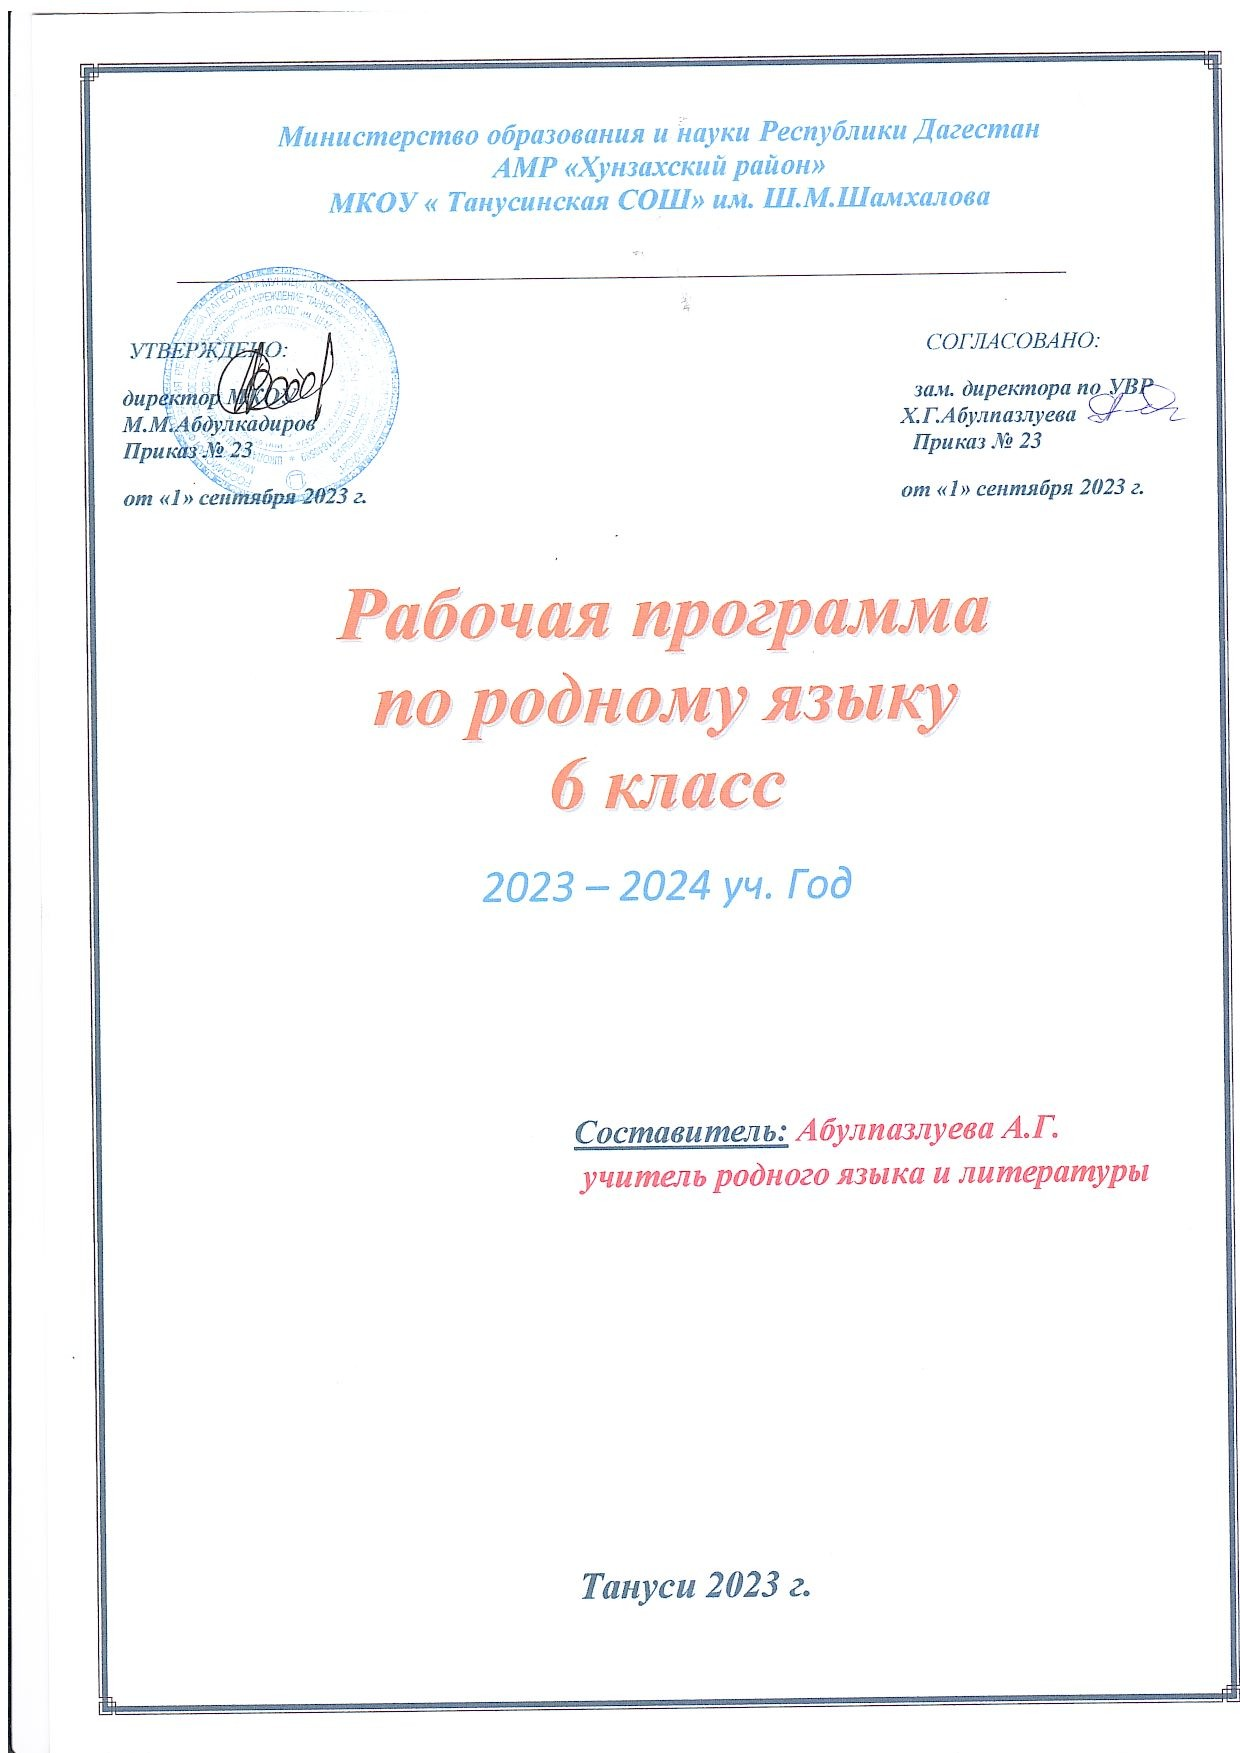 Министерство образования и науки Республики Дагестан
АМР «Хунзахский район»
МКОУ « Танусинская СОШ» им. Ш.М.Шамхалова
УТВЕРЖДЕНО:
директор МКОУ
М.М.Абдулкадиров
Приказ № 23
от «1» сентября 2023 г.
СОГЛАСОВАНО:
зам. директора по УВР
Х.Г.Абулпазлуева
Приказ № 23
от «1» сентября 2023 г.
Рабочая программа
по родному языку
6 класс
2023 – 2024 уч. Год
Составитель: Абулпазлуева А.Г.
учитель родного языка и литературы
Тануси 2023 г.